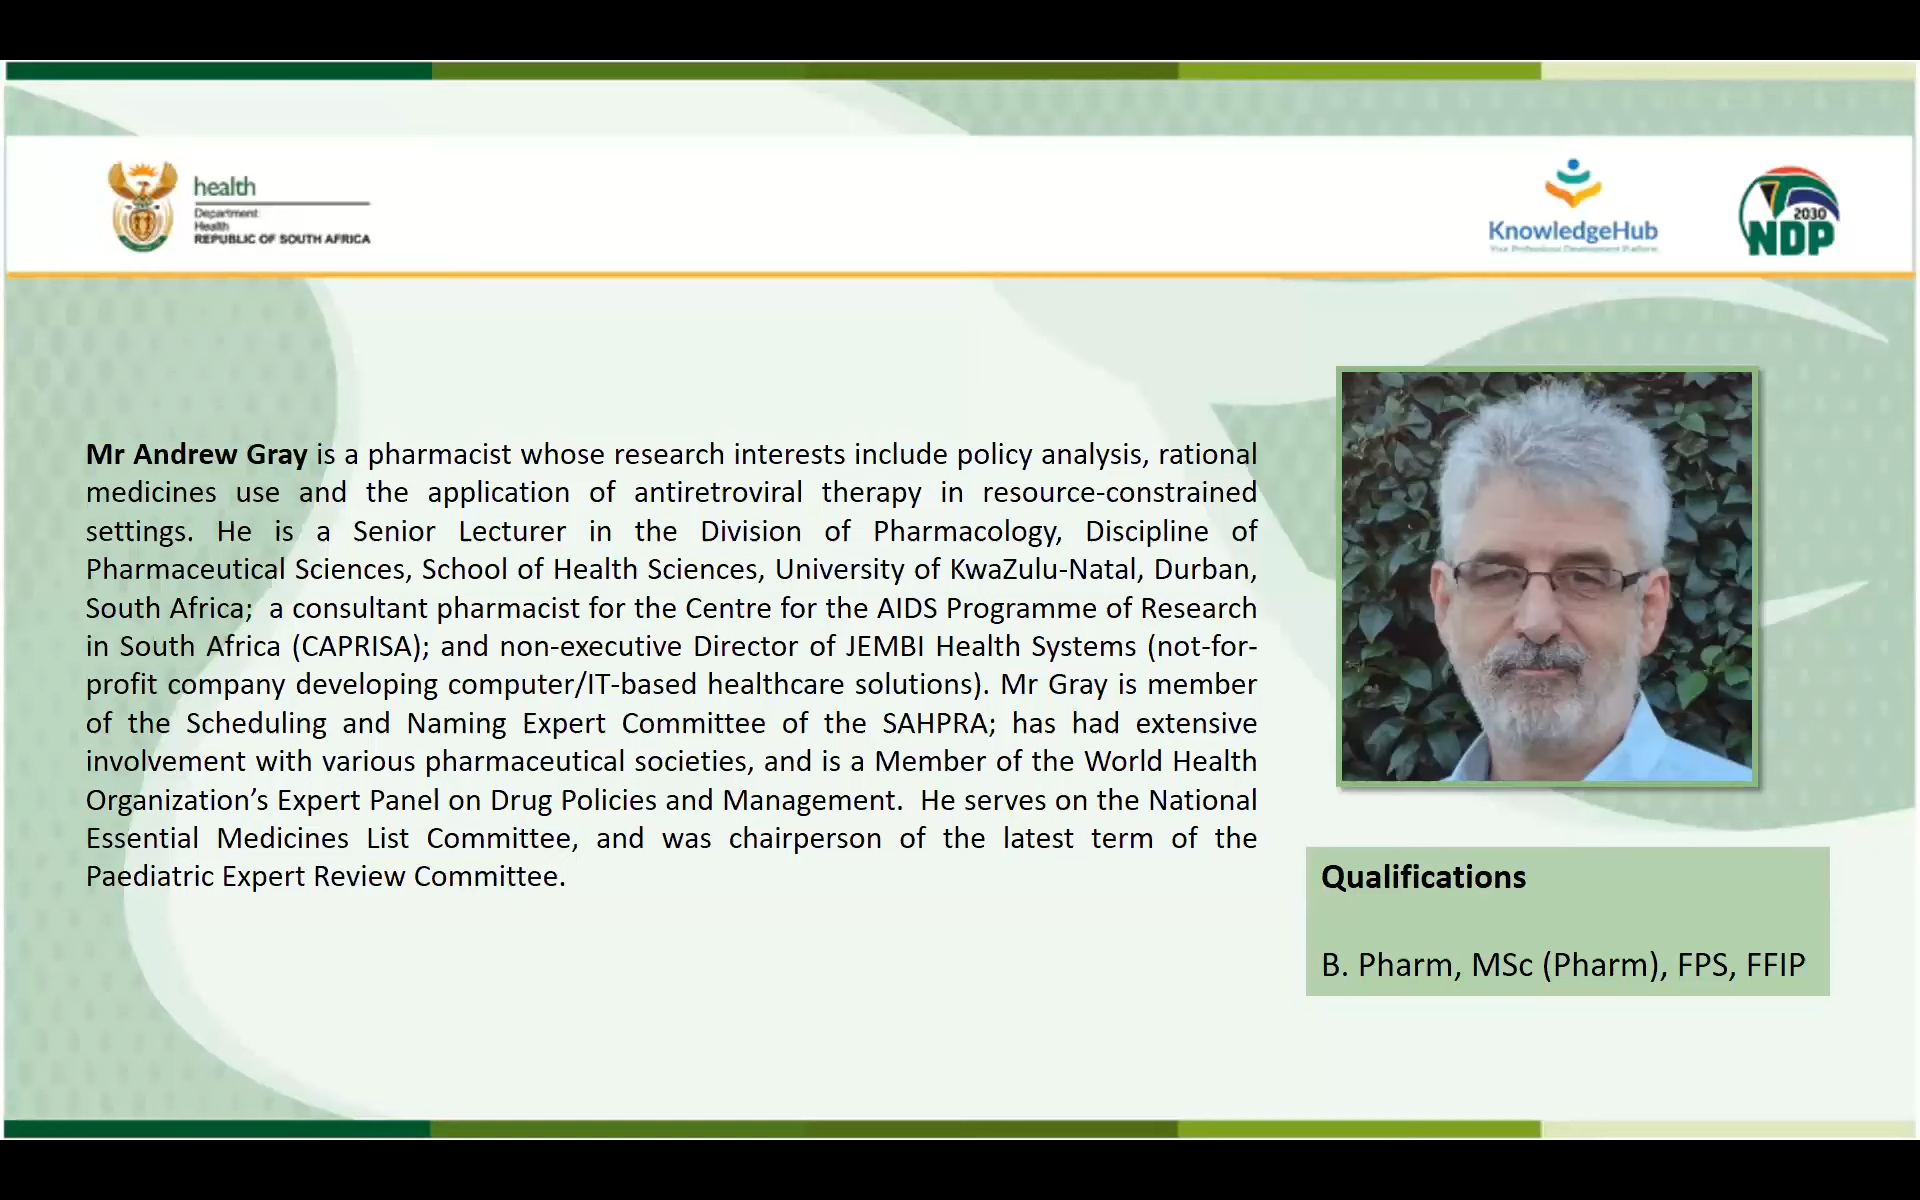 health
Department:
Health
REPUBLIC OF SOUTH AFRICA
KnowledgeHub
Your Professional Development Platform
2030
NDP
Mr Andrew Gray is a pharmacist whose research interests include policy analysis, rational
medicines use and the application of antiretroviral therapy in resource-constrained
settings. He is a Senior Lecturer in the Division of Pharmacology, Discipline of
Pharmaceutical Sciences, School of Health Sciences, University of KwaZulu-Natal, Durban,
South Africa; a consultant pharmacist for the Centre for the AIDS Programme of Research
in South Africa (CAPRISA); and non-executive Director of JEMBI Health Systems (not-for-
profit company developing computer/IT-based healthcare solutions). Mr Gray is member
of the Scheduling and Naming Expert Committee of the SAHPRA; has had extensive
involvement with various pharmaceutical societies, and is a Member of the World Health
Organization’s Expert Panel on Drug Policies and Management. He serves on the National
Essential Medicines List Committee, and was chairperson of the latest term of the
Paediatric Expert Review Committee.
Qualifications
B. Pharm, MSc (Pharm), FPS, FFIP